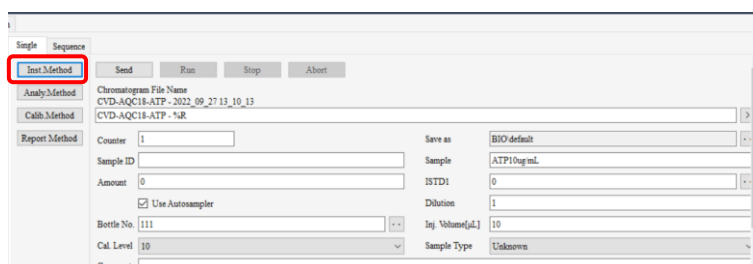 Single Sequence
Inst.Method Send Run Stop Abort
Analy.Method Chromatogram File Name
CVD-AQC18-ATP - 2022_09_27 13_10_13
Calib.Method CVD-AQC18-ATP - %R >
Report Method Counter 1 Save as BIO\default
Sample ID Sample ATP10ug/mL
Amount 0 ISTD1 0
Use Autosampler Dilution 1
Bottle No. 111 Inj. Volume[µL] 10
Cal. Level 10 Sample Type Unknown